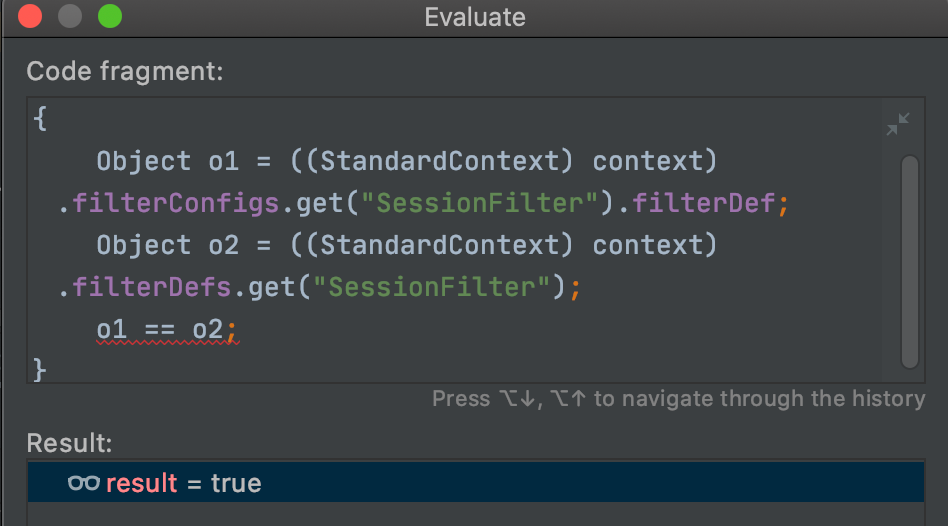 Evaluate
Code fragment:
{
    Object o1 = ((StandardContext) context)
.filterConfigs.get("SessionFilter").filterDef;
    Object o2 = ((StandardContext) context)
.filterDefs.get("SessionFilter");
    o1 == o2;
}
Press ⌥↓, ⌥↑ to navigate through the history
Result:
result = true